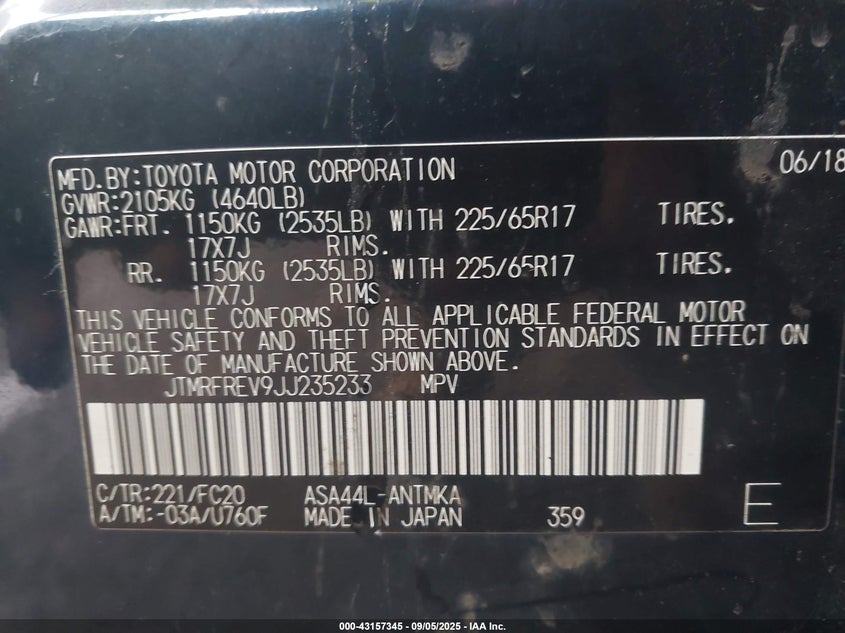 MFD.BY:TOYOTA MOTOR CORPORATION 06/18
GVWR:2105KG (4640LB)
GAWR:FRT. 1150KG (2535LB) WITH 225/65R17 TIRES.
17X7J RIMS.
RR. 1150KG (2535LB) WITH 225/65R17 TIRES.
17X7J RIMS.
THIS VEHICLE CONFORMS TO ALL APPLICABLE FEDERAL MOTOR
VEHICLE SAFETY AND THEFT PREVENTION STANDARDS IN EFFECT ON
THE DATE OF MANUFACTURE SHOWN ABOVE.
JTMRFREV9JJ235233 MPV
C/TR:221/FC20 ASA44L-ANTMKA
A/TM:-03A/U760F MADE IN JAPAN 359 E
000-43157345 - 09/05/2025 - IAA Inc.